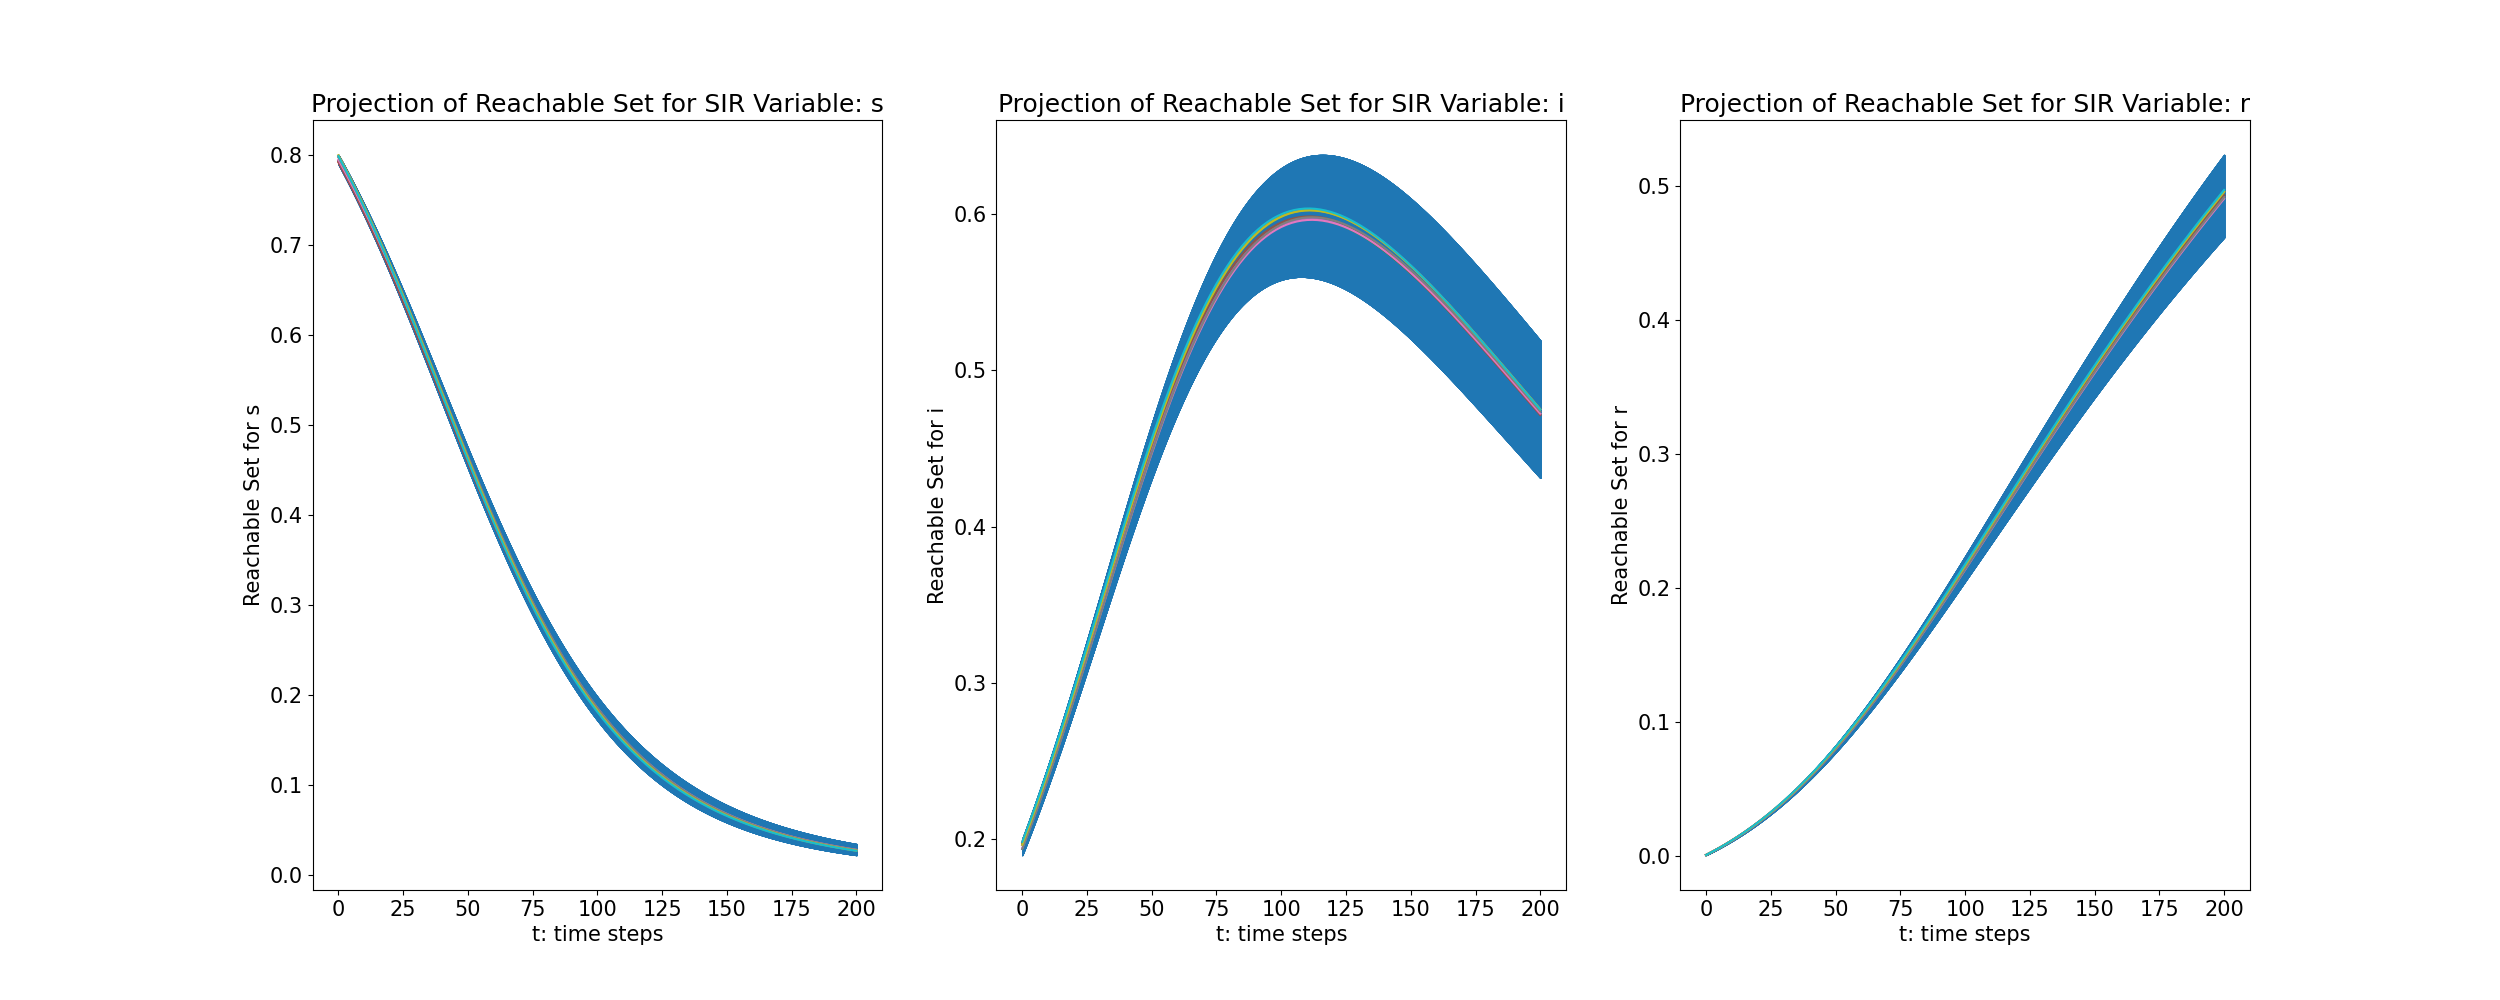 Projection of Reachable Set for SIR Variable: s
Reachable Set for s
0.8
0.7
0.6
0.5
0.4
0.3
0.2
0.1
0.0
0 25 50 75 100 125 150 175 200
t: time steps
Projection of Reachable Set for SIR Variable: i
Reachable Set for i
0.6
0.5
0.4
0.3
0.2
0 25 50 75 100 125 150 175 200
t: time steps
Projection of Reachable Set for SIR Variable: r
Reachable Set for r
0.5
0.4
0.3
0.2
0.1
0.0
0 25 50 75 100 125 150 175 200
t: time steps